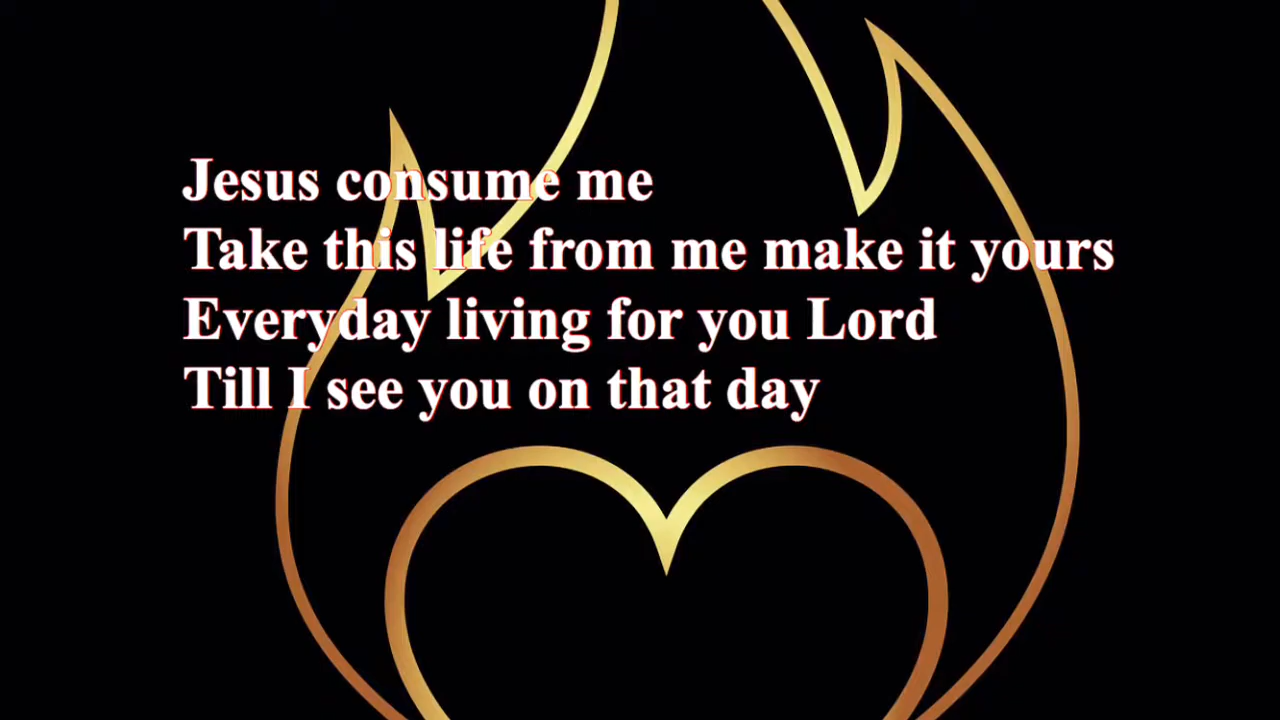 Jesus consume me
Take this life from me make it yours
Everyday living for you Lord
Till I see you on that day